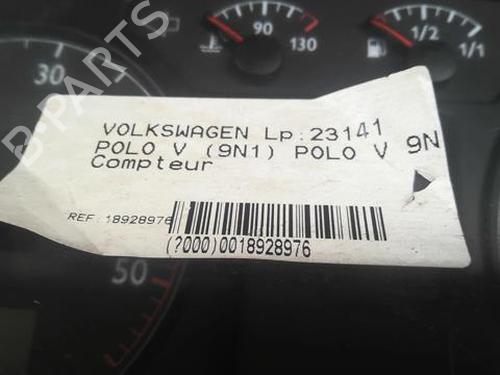 90
130
1/2
1/1
30
50
B-PARTS
VOLKSWAGEN Lp:23141
POLO V (9N1) POLO V 9N
Compteur
REF:18928976
(?000)0018928976